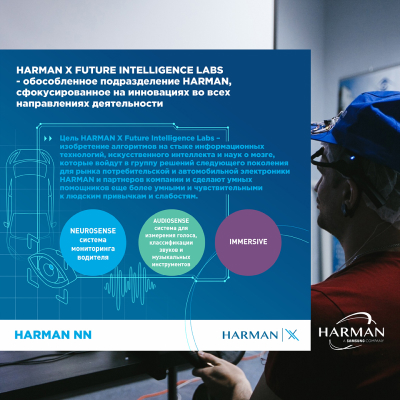 HARMAN X FUTURE INTELLIGENCE LABS
- обособленное подразделение HARMAN,
сфокусированное на инновациях во всех
направлениях деятельности
Цель HARMAN X Future Intelligence Labs –
изобретение алгоритмов на стыке информационных
технологий, искусственного интеллекта и наук о мозге,
которые войдут в группу решений следующего поколения
для рынка потребительской и автомобильной электроники
HARMAN и партнеров компании и сделают умных
помощников еще более умными и чувствительными
к людским привычкам и слабостям.
NEUROSENSE
система
мониторинга
водителя
AUDIOSENSE
система для
измерения голоса,
классификации
звуков и
музыкальных
инструментов
IMMERSIVE
HARMAN NN
HARMAN X
HARMAN
A SAMSUNG COMPANY